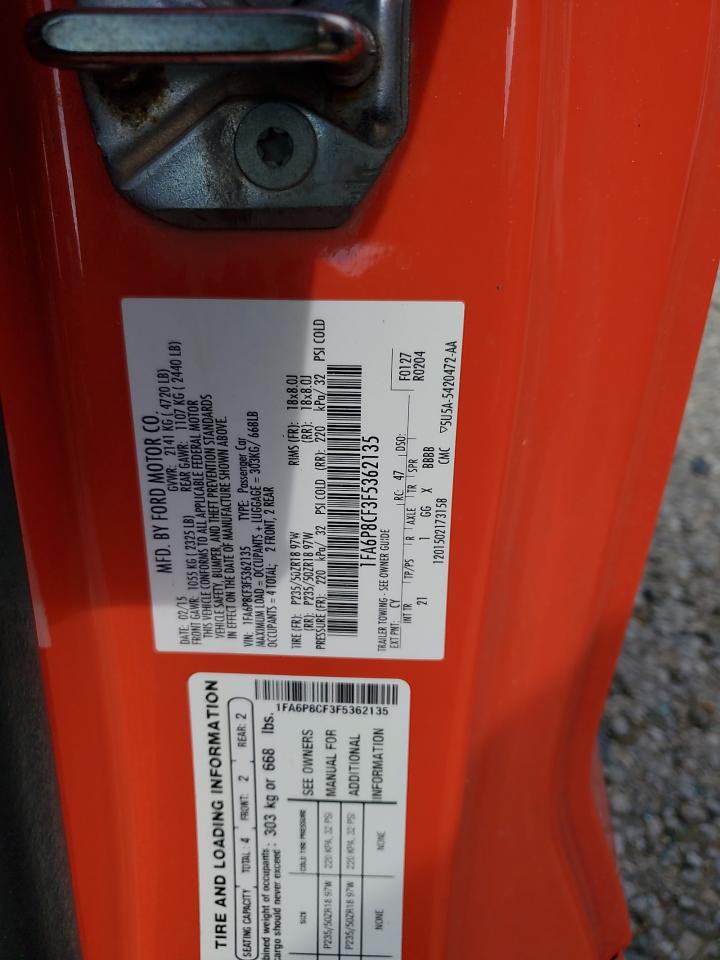 MFD. BY FORD MOTOR CO.
DATE: 02/15 GVWR: 2141 KG ( 4720 LB)
FRONT GAWR: 1055 KG ( 2325 LB) REAR GAWR: 1107 KG ( 2440 LB)
THIS VEHICLE CONFORMS TO ALL APPLICABLE FEDERAL MOTOR
VEHICLE SAFETY, BUMPER, AND THEFT PREVENTION STANDARDS
IN EFFECT ON THE DATE OF MANUFACTURE SHOWN ABOVE.
VIN: 1FA6P8CF3F5362135 TYPE: Passenger Car
MAXIMUM LOAD = OCCUPANTS + LUGGAGE = 303KG/ 668LB
OCCUPANTS = 4 TOTAL; 2 FRONT, 2 REAR
TIRE (FR): P235/50ZR18 97W RIMS (FR): 18x8.0J
(RR): P235/50ZR18 97W (RR): 18x8.0J
PRESSURE (FR): 220 kPa/ 32 PSI COLD (RR): 220 kPa/ 32 PSI COLD
1FA6P8CF3F5362135
TRAILER TOWING - SEE OWNER GUIDE
F0127
EXT PNT: CY RC: 47 DSO: R0204
INT TR TP/PS R AXLE TR SPR
21 1 GG X BBBB
1201502173158 CMC ▽5U5A-5420472-AA
TIRE AND LOADING INFORMATION
SEATING CAPACITY TOTAL: 4 FRONT: 2 REAR: 2
bined weight of occupants
argo should never exceed : 303 kg or 668 lbs.
SIZE COLD TIRE PRESSURE SEE OWNERS
P235/50ZR18 97W 220 KPA, 32 PSI MANUAL FOR
P235/50ZR18 97W 220 KPA, 32 PSI ADDITIONAL
NONE NONE INFORMATION
1FA6P8CF3F5362135